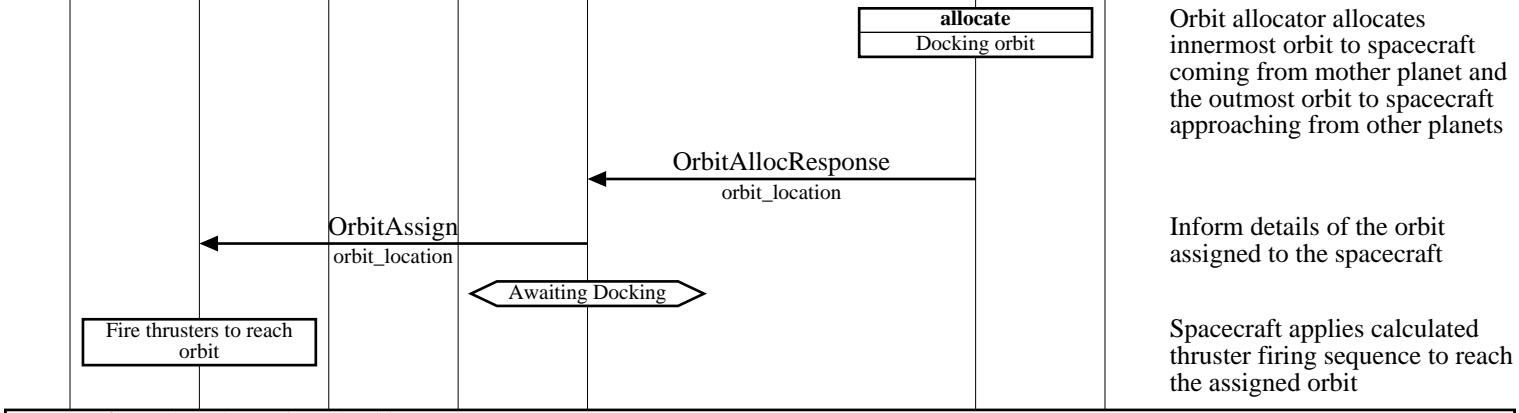 allocate
Docking orbit
Orbit allocator allocates
innermost orbit to spacecraft
coming from mother planet and
the outmost orbit to spacecraft
approaching from other planets
OrbitAllocResponse
orbit_location
OrbitAssign
orbit_location
Inform details of the orbit
assigned to the spacecraft
Awaiting Docking
Fire thrusters to reach
orbit
Spacecraft applies calculated
thruster firing sequence to reach
the assigned orbit